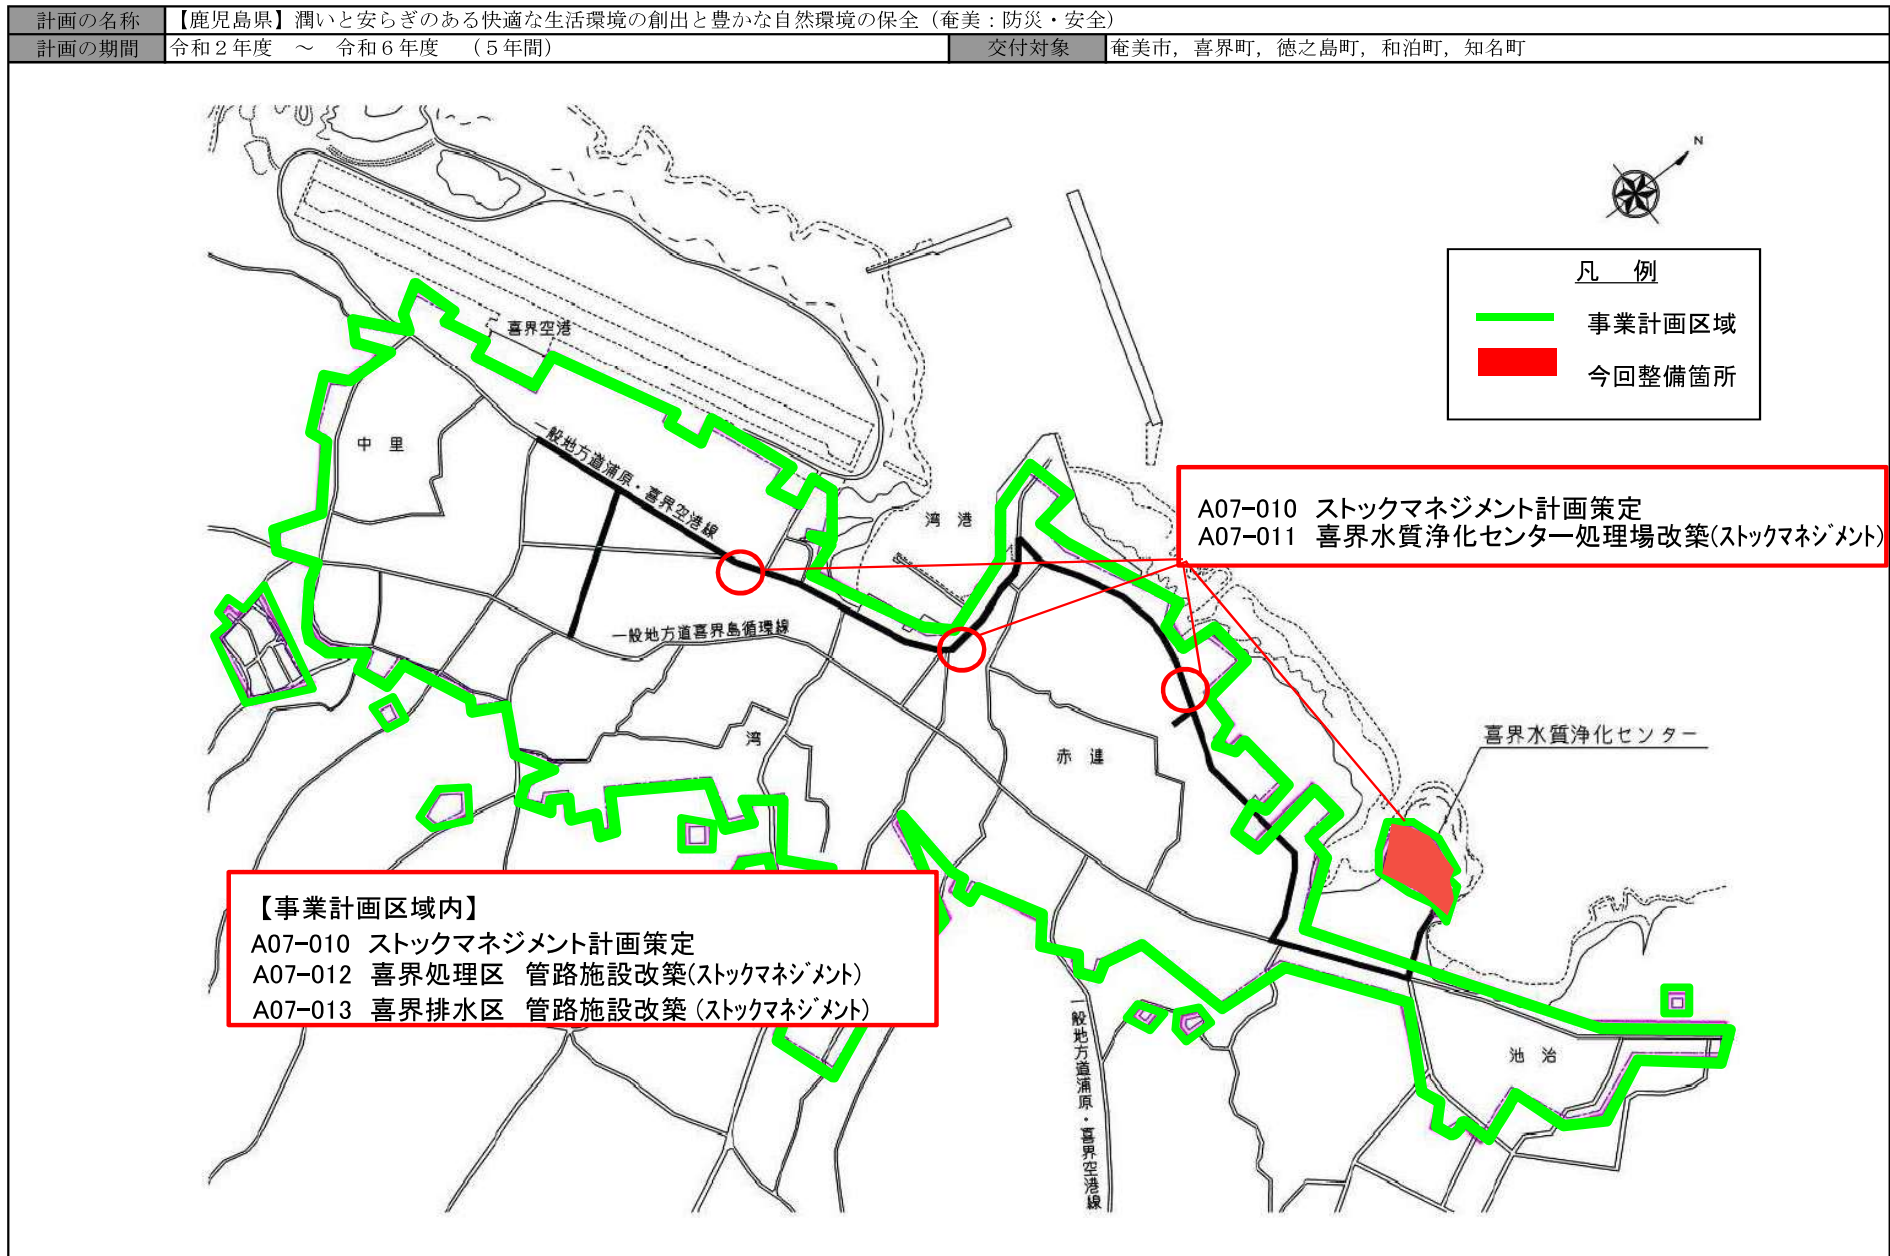 計画の名称 【鹿児島県】潤いと安らぎのある快適な生活環境の創出と豊かな自然環境の保全（奄美：防災・安全）
計画の期間 令和２年度　～　令和６年度　（５年間） 交付対象 奄美市，喜界町，徳之島町，和泊町，知名町
N
凡　例
事業計画区域
今回整備箇所
喜界空港
中里
一般地方道浦原・喜界空港線
湾港
A07-010 ストックマネジメント計画策定
A07-011 喜界水質浄化センター処理場改築(ストックマネジメント)
一般地方道喜界島循環線
湾
赤連
喜界水質浄化センター
【事業計画区域内】
A07-010 ストックマネジメント計画策定
A07-012 喜界処理区 管路施設改築(ストックマネジメント)
A07-013 喜界排水区 管路施設改築 (ストックマネジメント)
一般地方道浦原・喜界空港線
池治